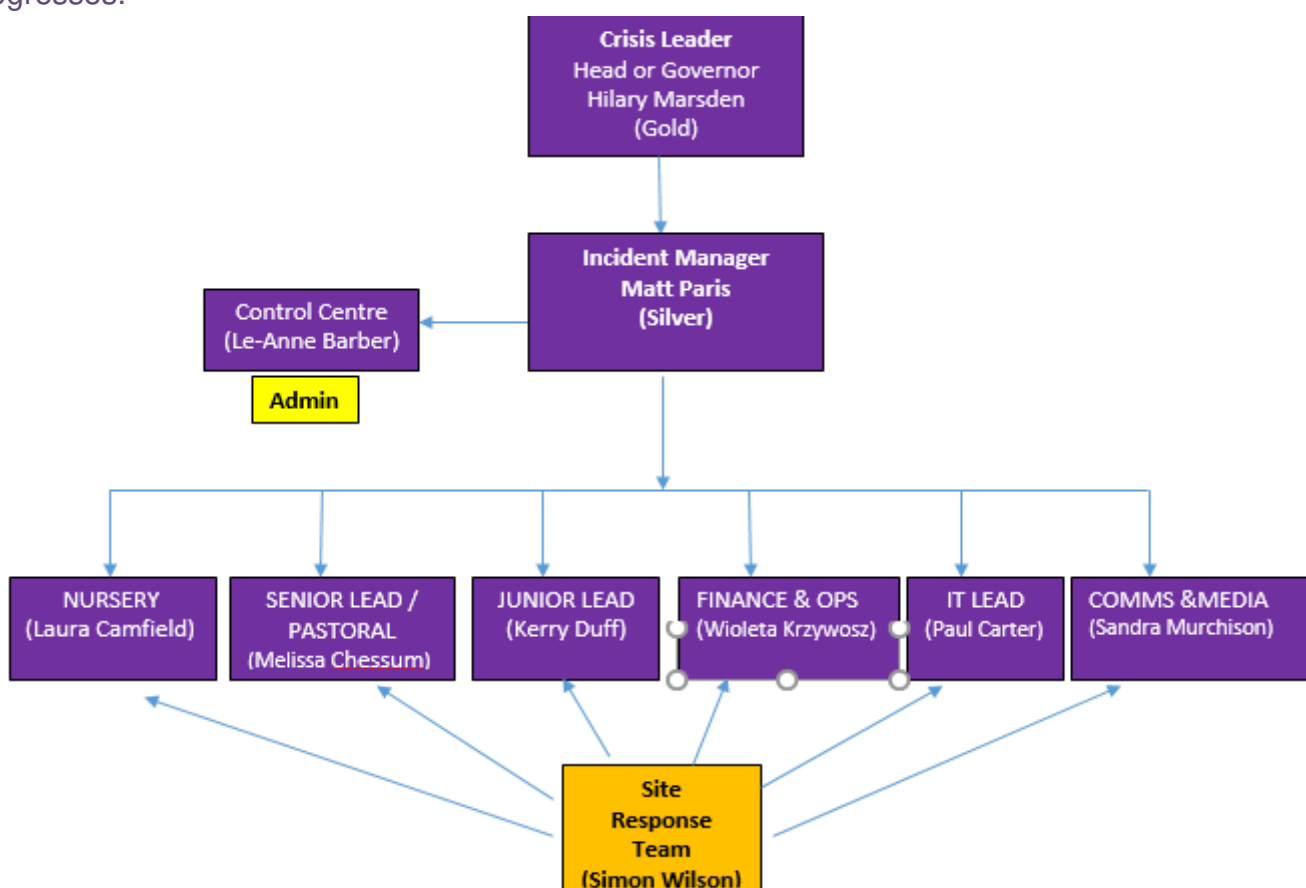 Crisis Leader
Head or Governor
Hilary Marsden
(Gold)
Incident Manager
Matt Paris
(Silver)
Control Centre
(Le-Anne Barber)
Admin
NURSERY
(Laura Camfield)
SENIOR LEAD /
PASTORAL
(Melissa Chessum)
JUNIOR LEAD
(Kerry Duff)
FINANCE & OPS
(Wioleta Krzywosz)
IT LEAD
(Paul Carter)
COMMS &MEDIA
(Sandra Murchison)
Site
Response
Team
(Simon Wilson)